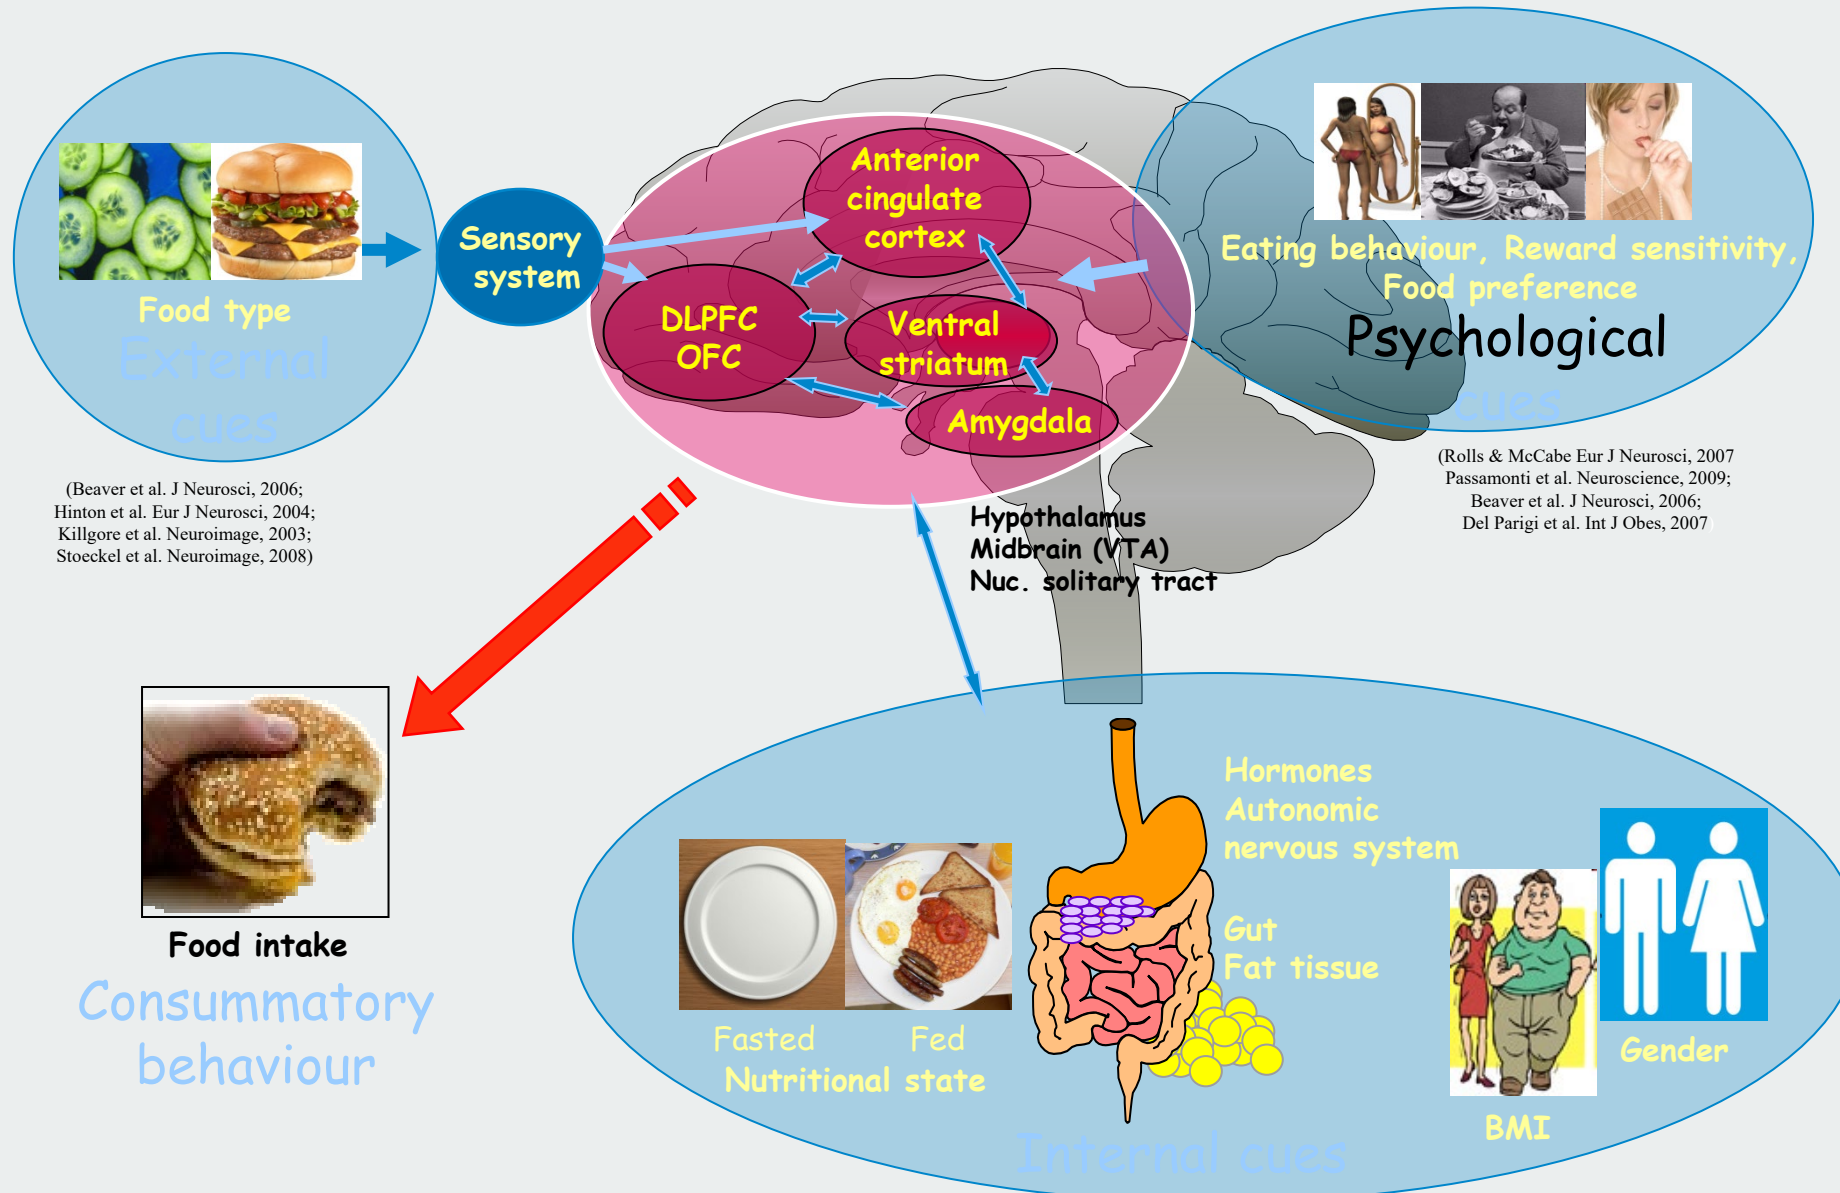 Food type
External
cues
(Beaver et al. J Neurosci, 2006;
Hinton et al. Eur J Neurosci, 2004;
Killgore et al. Neuroimage, 2003;
Stoeckel et al. Neuroimage, 2008)
Sensory
system
Anterior
cingulate
cortex
DLPFC
OFC
Ventral
striatum
Amygdala
Eating behaviour, Reward sensitivity,
Food preference
Psychological
cues
(Rolls & McCabe Eur J Neurosci, 2007
Passamonti et al. Neuroscience, 2009;
Beaver et al. J Neurosci, 2006;
Del Parigi et al. Int J Obes, 2007)
Hypothalamus
Midbrain (VTA)
Nuc. solitary tract
Food intake
Consummatory
behaviour
Hormones
Autonomic
nervous system
Gut
Fat tissue
Fasted Fed
Nutritional state
Gender
BMI
Internal cues